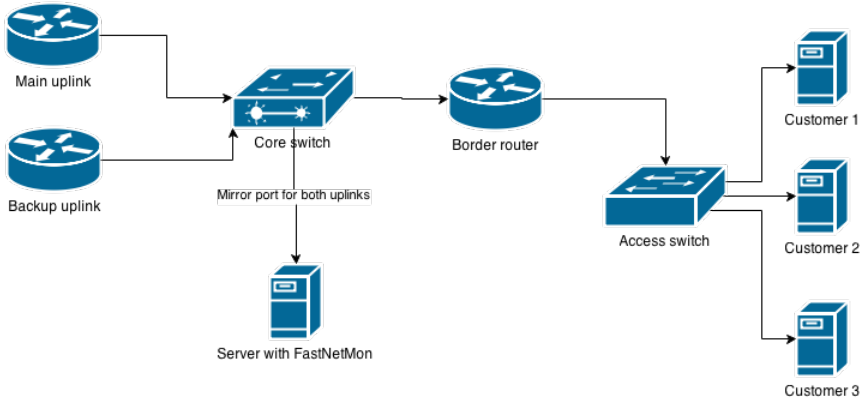 Main uplink
Backup uplink
Core switch
Mirror port for both uplinks
Server with FastNetMon
Border router
Access switch
Customer 1
Customer 2
Customer 3